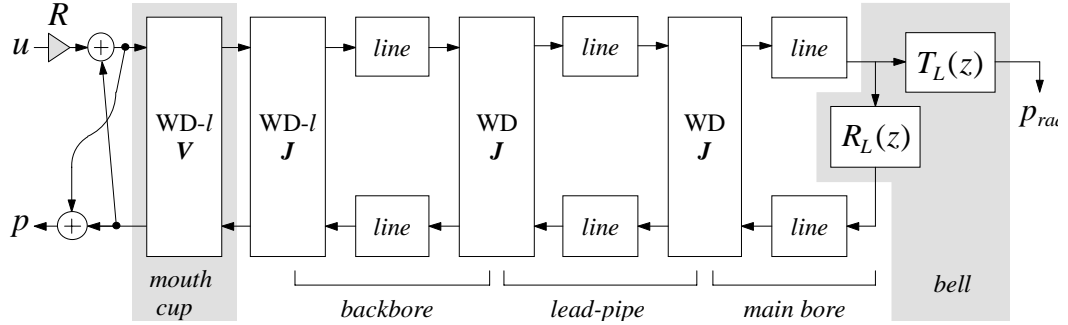 R
u
+
line
line
line
T_L(z)
p_rad
WD-l
V
WD-l
J
WD
J
WD
J
R_L(z)
p
+
line
line
line
mouth
cup
backbore
lead-pipe
main bore
bell